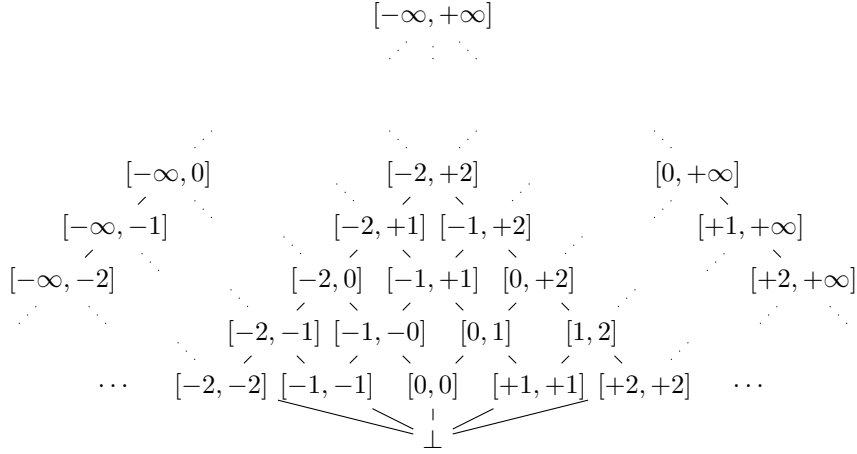 [−∞, +∞]
[−∞, 0] [−2, +2] [0, +∞]
[−∞, −1] [−2, +1] [−1, +2] [+1, +∞]
[−∞, −2] [−2, 0] [−1, +1] [0, +2] [+2, +∞]
[−2, −1] [−1, −0] [0, 1] [1, 2]
⋯ [−2, −2] [−1, −1] [0, 0] [+1, +1] [+2, +2] ⋯
⊥